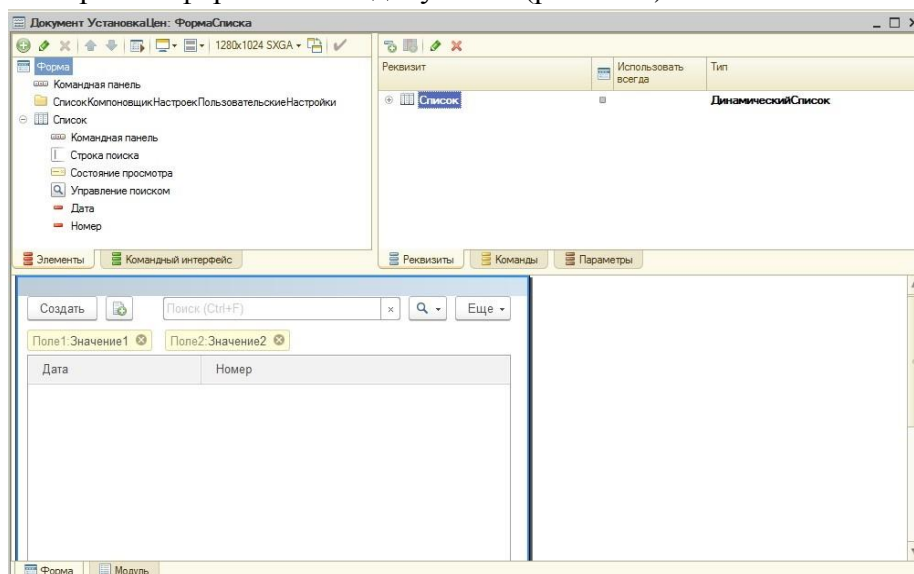 Документ УстановкаЦен: ФормаСписка
1280x1024 SXGA
Форма
Командная панель
СписокКомпоновщикНастроекПользовательскиеНастройки
Список
Командная панель
Строка поиска
Состояние просмотра
Управление поиском
Дата
Номер
Элементы Командный интерфейс
Реквизит Использовать всегда Тип
Список ДинамическийСписок
Реквизиты Команды Параметры
Создать Поиск (Ctrl+F) × Еще
Поле1:Значение1 Поле2:Значение2
Дата Номер
Форма Модуль